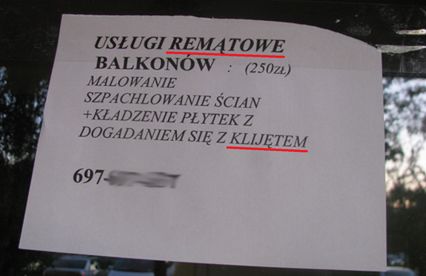 USŁUGI REMĄTOWE
BALKONÓW : (250ZŁ)
MALOWANIE
SZPACHLOWANIE ŚCIAN
+KŁADZENIE PŁYTEK Z
DOGADANIEM SIĘ Z KLIJĘTEM
697-